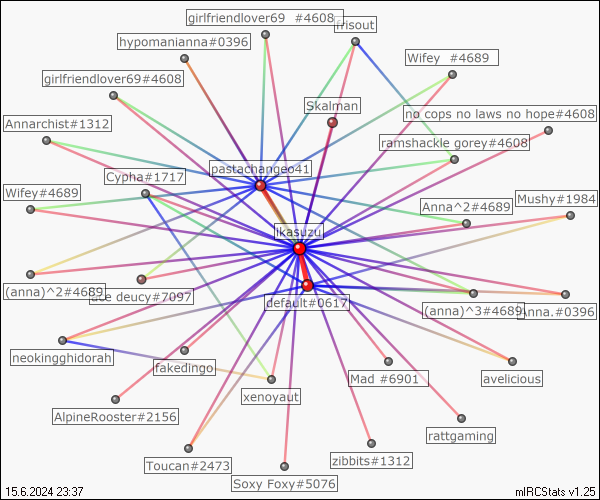 girlfriendlover69 #4608
frisout
hypomanianna#0396
Wifey #4689
girlfriendlover69#4608
Skalman
no cops no laws no hope#4608
Annarchist#1312
ramshackle gorey#4608
pastachangeo41
Cypha#1717
Wifey#4689
Mushy#1984
Anna^2#4689
ikasuzu
(anna)^2#4689
deucy#7097
default#0617
(anna)^3#4689
Anna.#0396
neokingghidorah
fakedingo
Mad #6901
avelicious
xenoyaut
AlpineRooster#2156
rattgaming
Toucan#2473
zibbits#1312
Soxy Foxy#5076
15.6.2024 23:37
mIRCStats v1.25